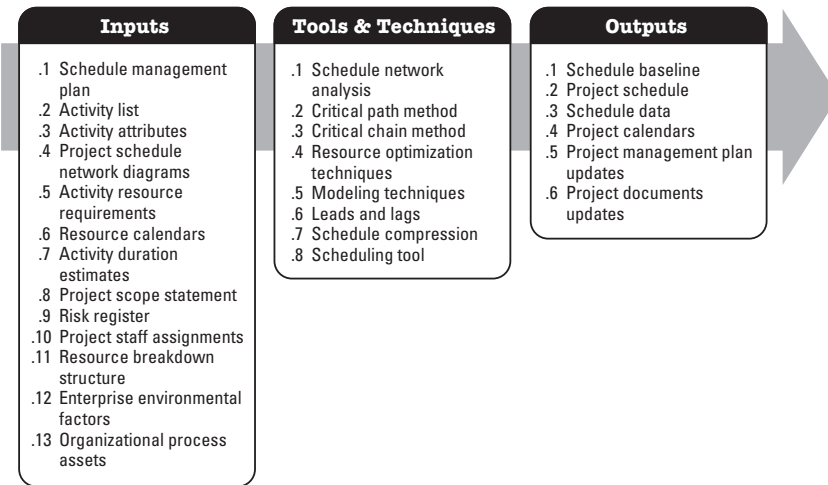 Inputs
.1 Schedule management
plan
.2 Activity list
.3 Activity attributes
.4 Project schedule
network diagrams
.5 Activity resource
requirements
.6 Resource calendars
.7 Activity duration
estimates
.8 Project scope statement
.9 Risk register
.10 Project staff assignments
.11 Resource breakdown
structure
.12 Enterprise environmental
factors
.13 Organizational process
assets
Tools & Techniques
.1 Schedule network
analysis
.2 Critical path method
.3 Critical chain method
.4 Resource optimization
techniques
.5 Modeling techniques
.6 Leads and lags
.7 Schedule compression
.8 Scheduling tool
Outputs
.1 Schedule baseline
.2 Project schedule
.3 Schedule data
.4 Project calendars
.5 Project management plan
updates
.6 Project documents
updates